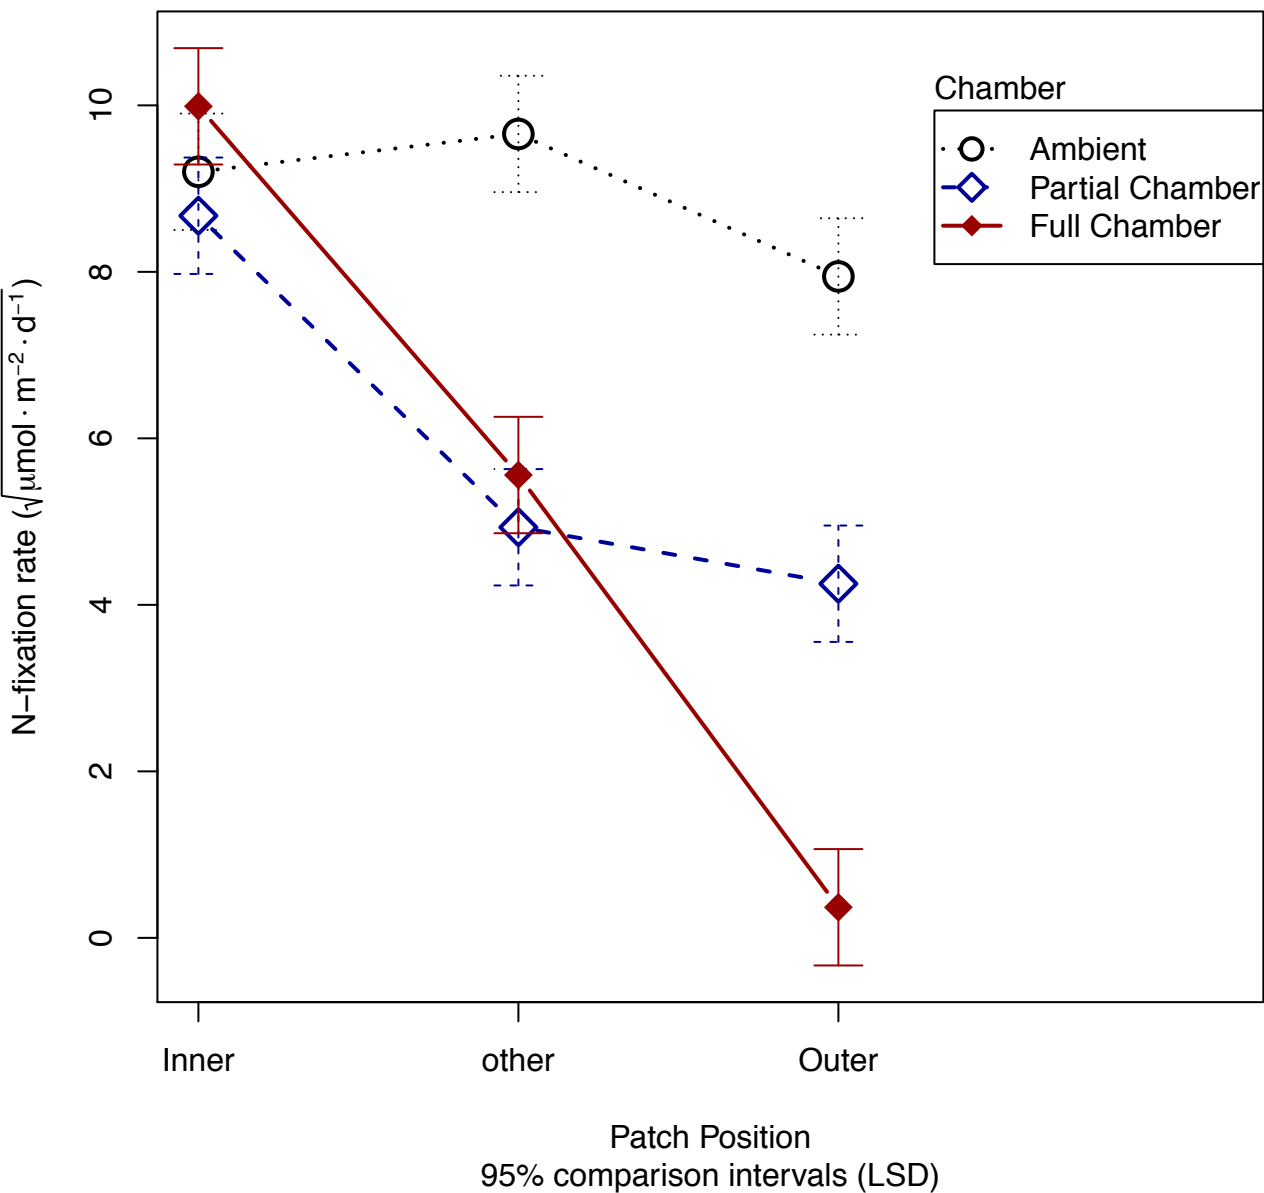 N−fixation rate (√μmol · m⁻² · d⁻¹)
10
8
6
4
2
0
Chamber
Ambient
Partial Chamber
Full Chamber
Inner other Outer
Patch Position
95% comparison intervals (LSD)